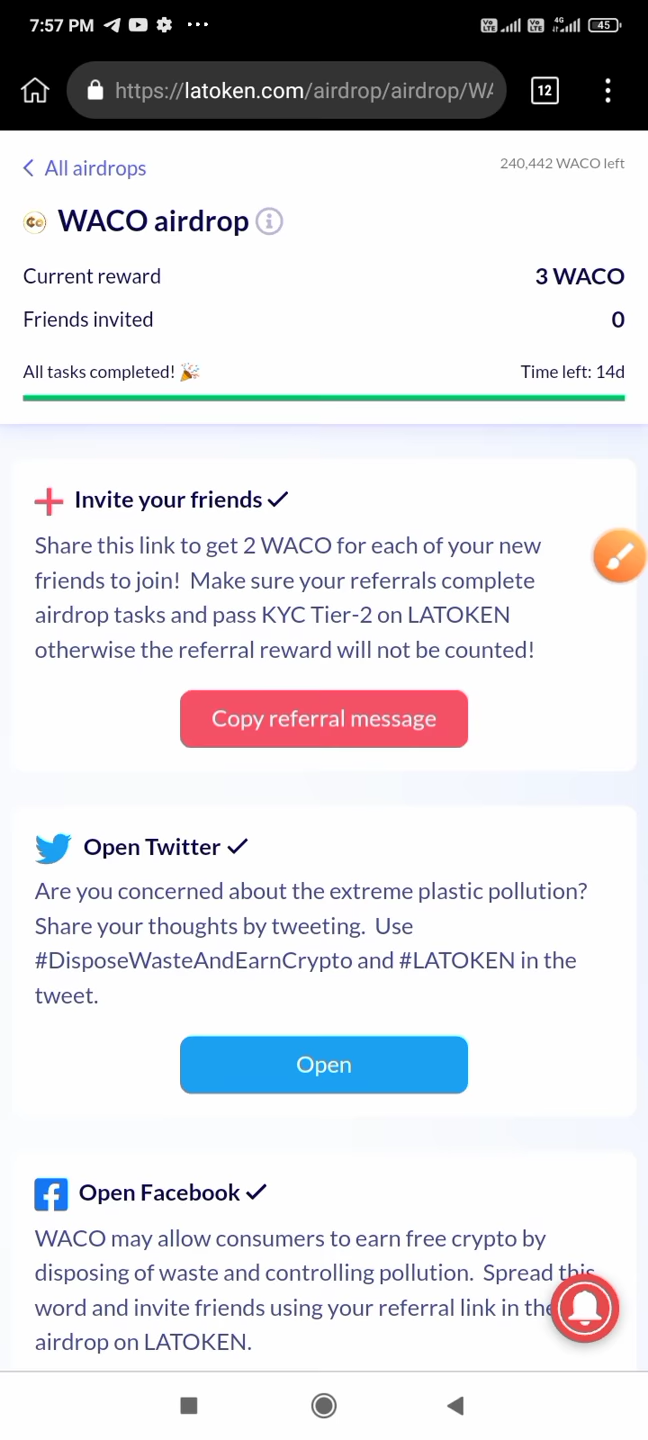 7:57 PM
Vo LTE Vo LTE 4G 45
https://latoken.com/airdrop/airdrop/WA
12
All airdrops
240,442 WACO left
WACO airdrop
Current reward
3 WACO
Friends invited
0
All tasks completed! 🎉
Time left: 14d
Invite your friends ✓
Share this link to get 2 WACO for each of your new
friends to join! Make sure your referrals complete
airdrop tasks and pass KYC Tier-2 on LATOKEN
otherwise the referral reward will not be counted!
Copy referral message
Open Twitter ✓
Are you concerned about the extreme plastic pollution?
Share your thoughts by tweeting. Use
#DisposeWasteAndEarnCrypto and #LATOKEN in the
tweet.
Open
Open Facebook ✓
WACO may allow consumers to earn free crypto by
disposing of waste and controlling pollution. Spread this
word and invite friends using your referral link in the
airdrop on LATOKEN.